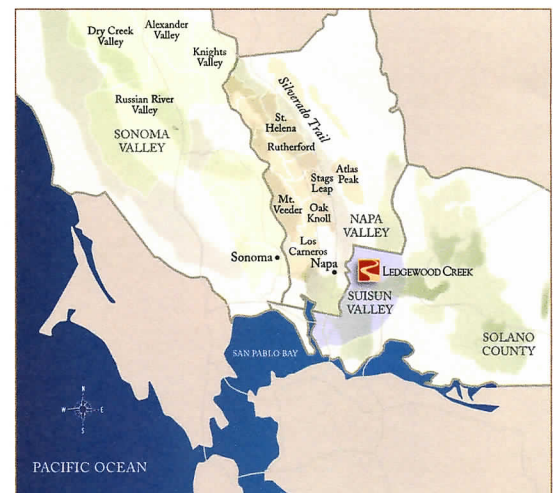 Dry Creek
Valley
Alexander
Valley
Knights
Valley
Russian River
Valley
SONOMA
VALLEY
Silverado Trail
St.
Helena
Rutherford
Atlas
Peak
Stags
Leap
Mt.
Veeder
Oak
Knoll
NAPA
VALLEY
Los
Carneros
Sonoma
Napa
LEDGEWOOD CREEK
SUISUN
VALLEY
SOLANO
COUNTY
SAN PABLO BAY
N
W E
S
PACIFIC OCEAN